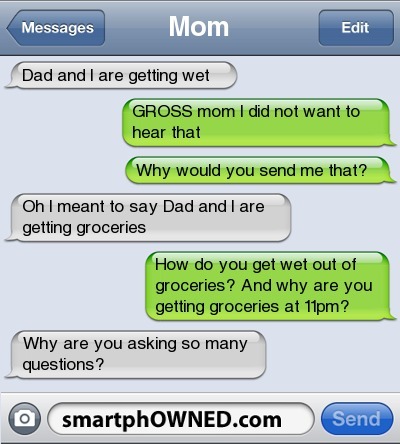 Messages
Mom
Edit
Dad and I are getting wet
GROSS mom I did not want to
hear that
Why would you send me that?
Oh I meant to say Dad and I are
getting groceries
How do you get wet out of
groceries? And why are you
getting groceries at 11pm?
Why are you asking so many
questions?
smartphOWNED.com
Send